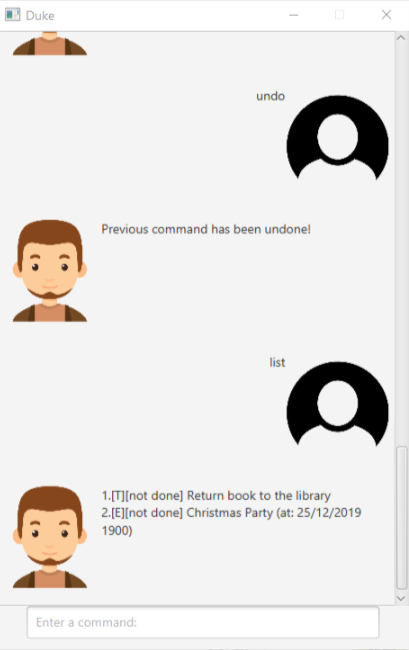 Duke
undo
Previous command has been undone!
list
1.[T][not done] Return book to the library
2.[E][not done] Christmas Party (at: 25/12/2019
1900)
Enter a command: